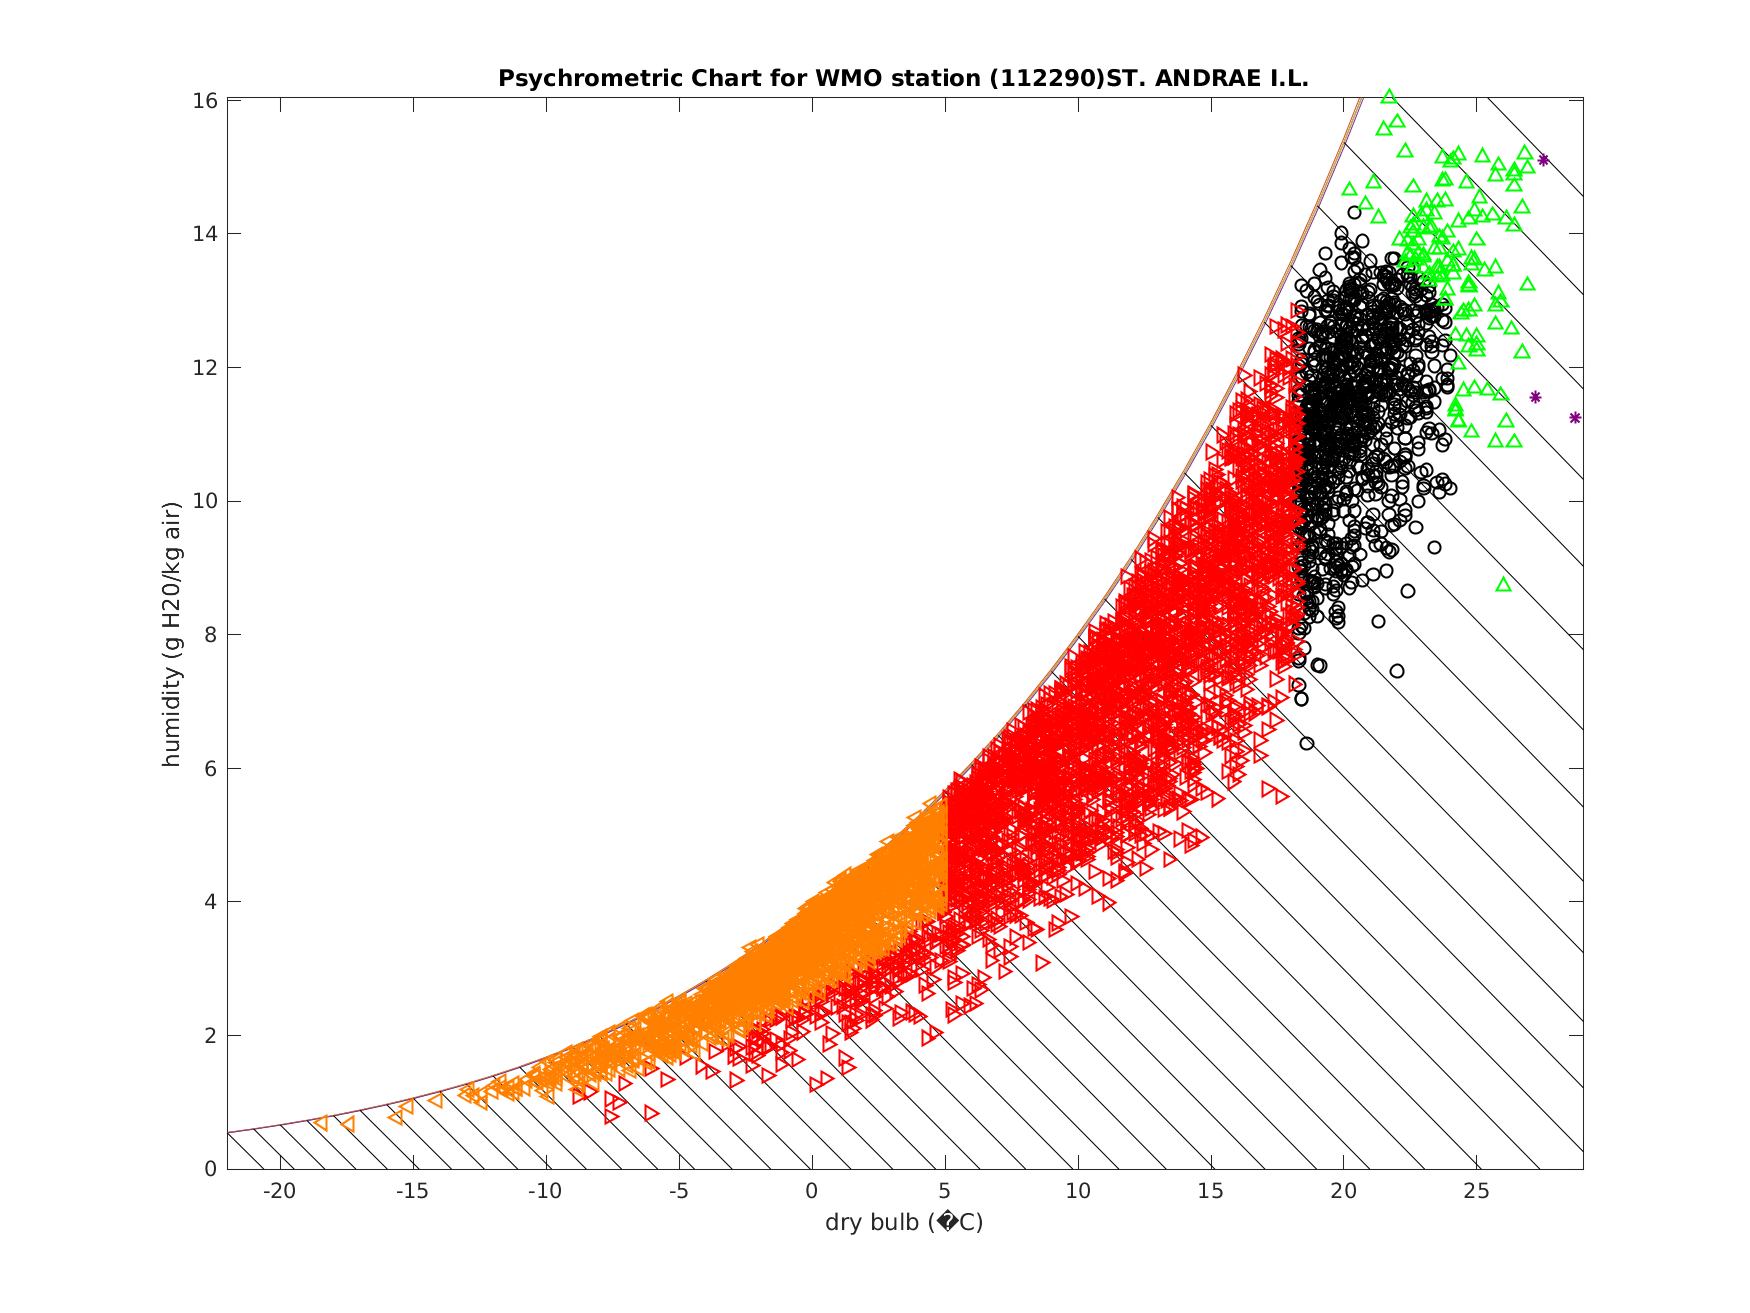 Psychrometric Chart for WMO station (112290)ST. ANDRAE I.L.
16
14
12
10
8
6
4
2
0
humidity (g H20/kg air)
-20 -15 -10 -5 0 5 10 15 20 25
dry bulb (�C)